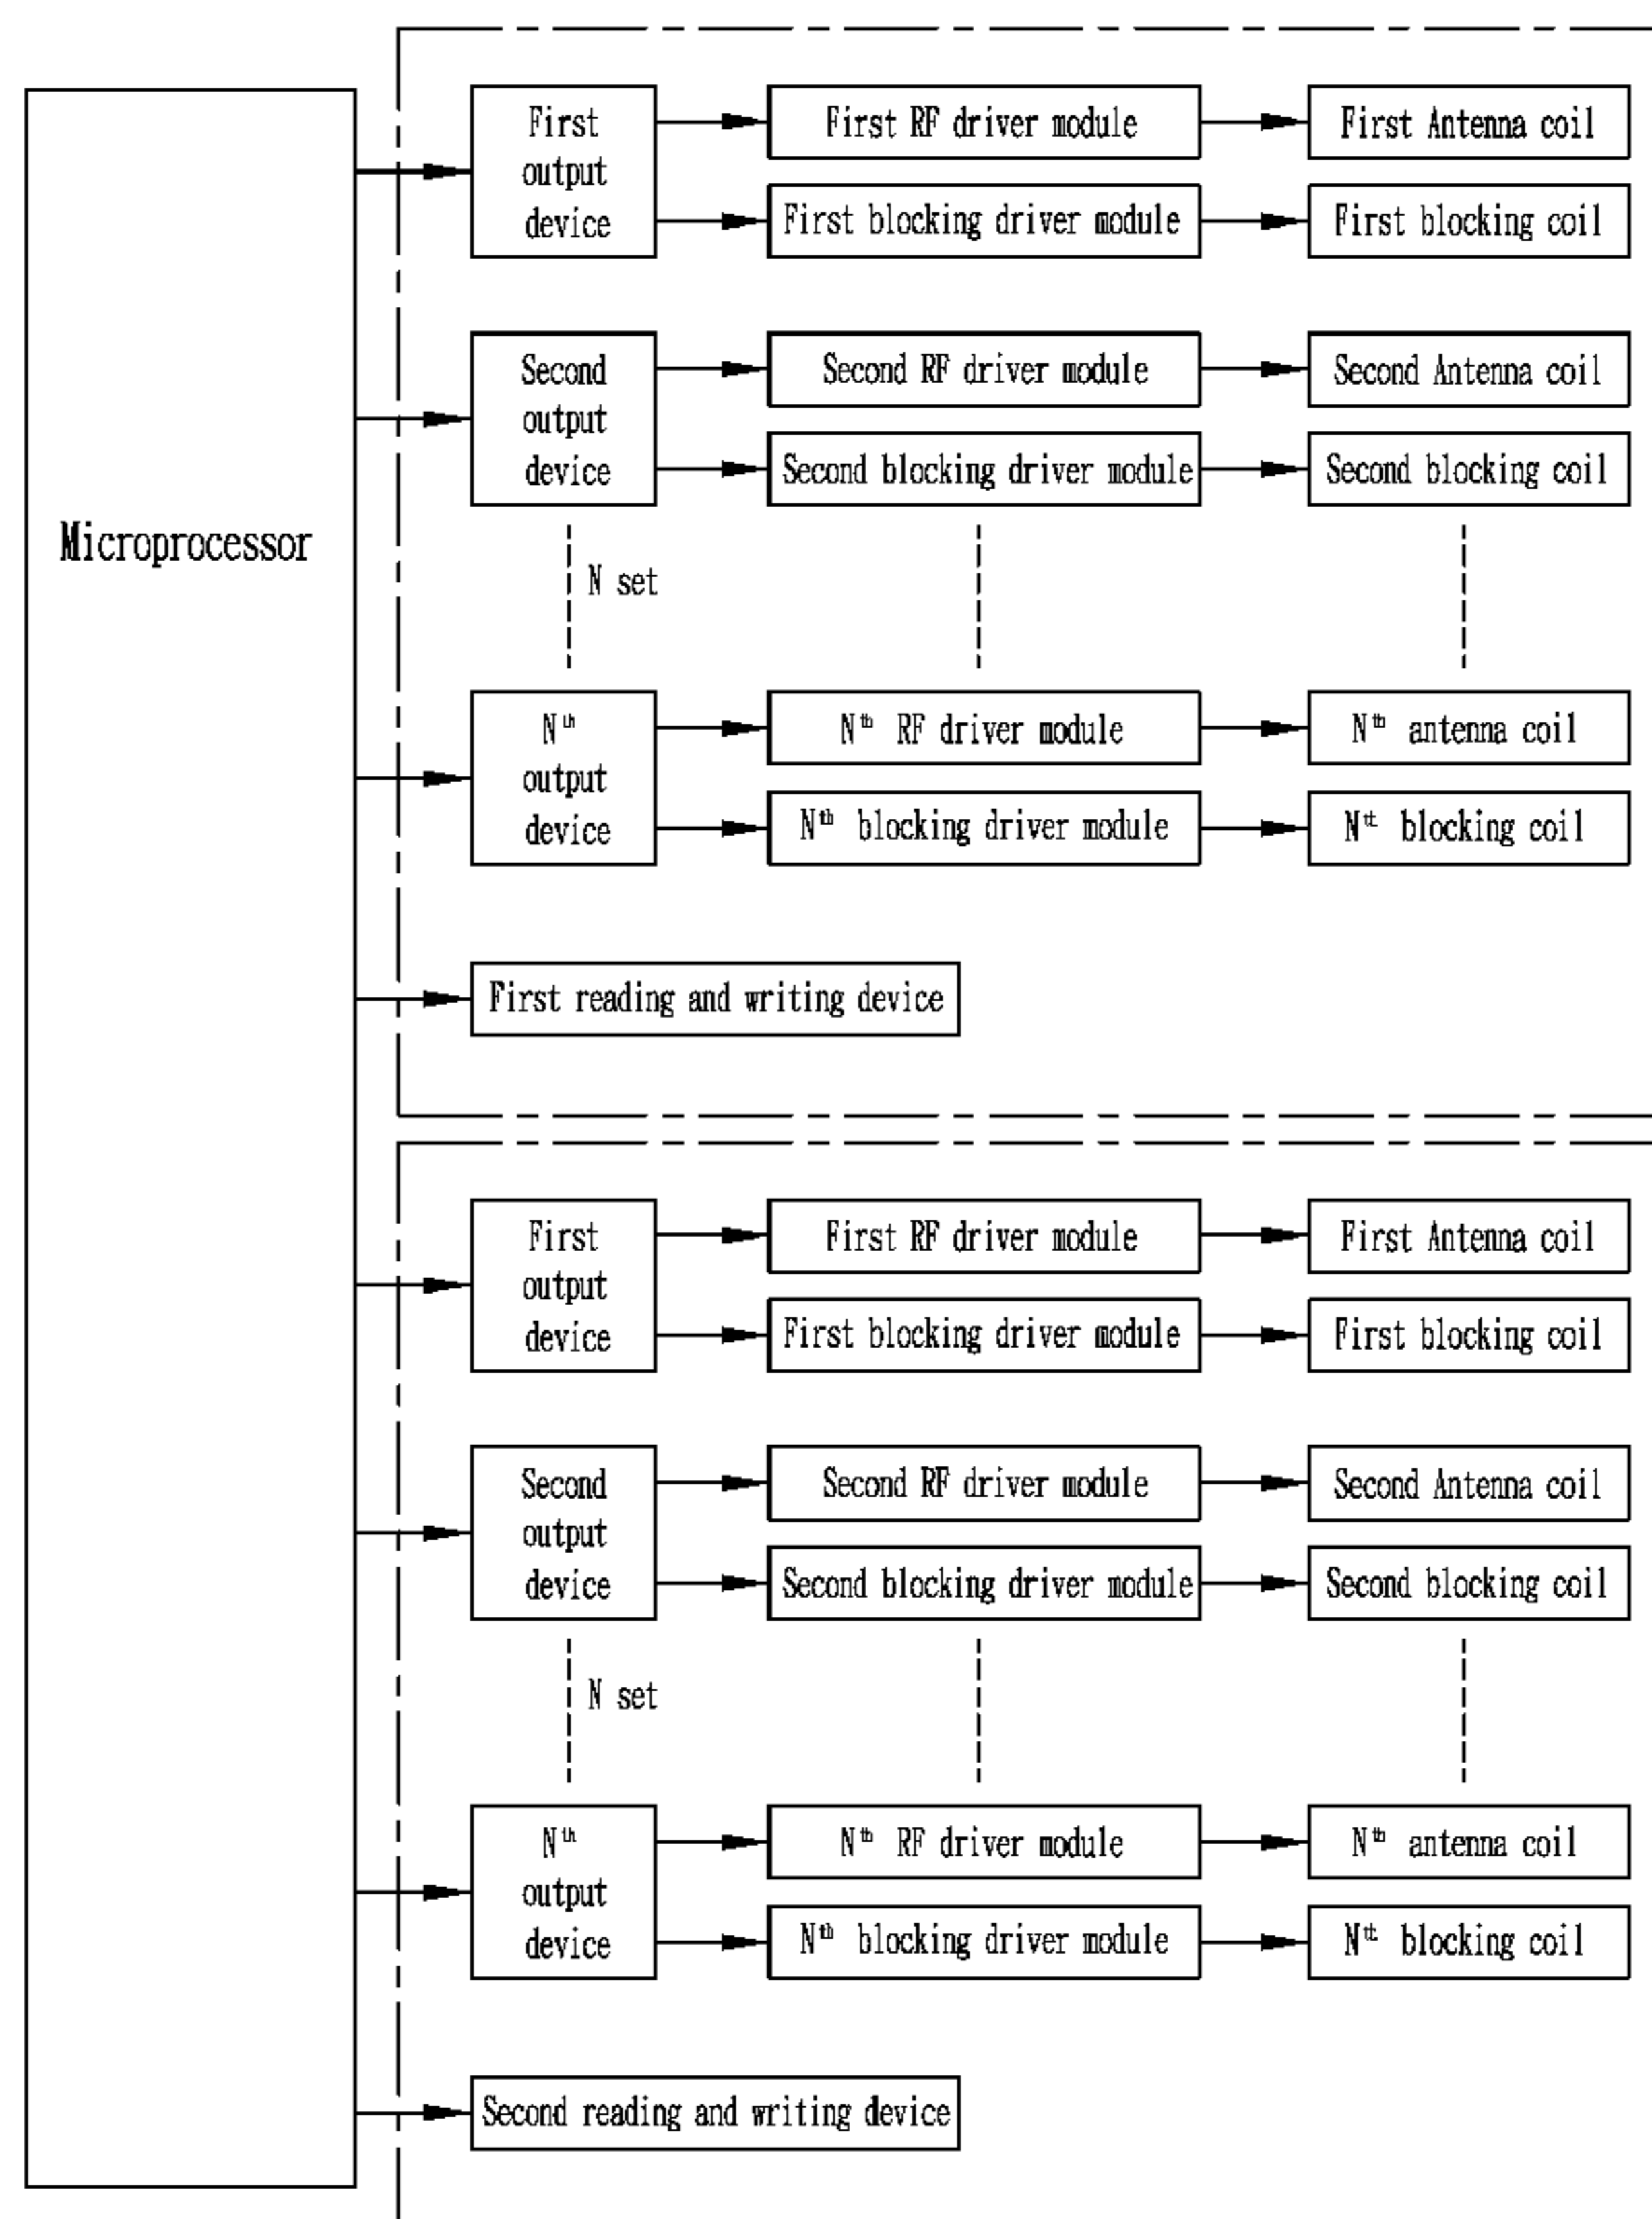 Microprocessor
First
output
device
First RF driver module
First Antenna coil
First blocking driver module
First blocking coil
Second
output
device
Second RF driver module
Second Antenna coil
Second blocking driver module
Second blocking coil
N set
Nth
output
device
Nth RF driver module
Nth antenna coil
Nth blocking driver module
Ntt blocking coil
First reading and writing device
First
output
device
First RF driver module
First Antenna coil
First blocking driver module
First blocking coil
Second
output
device
Second RF driver module
Second Antenna coil
Second blocking driver module
Second blocking coil
N set
Nth
output
device
Nth RF driver module
Nth antenna coil
Nth blocking driver module
Ntt blocking coil
Second reading and writing device